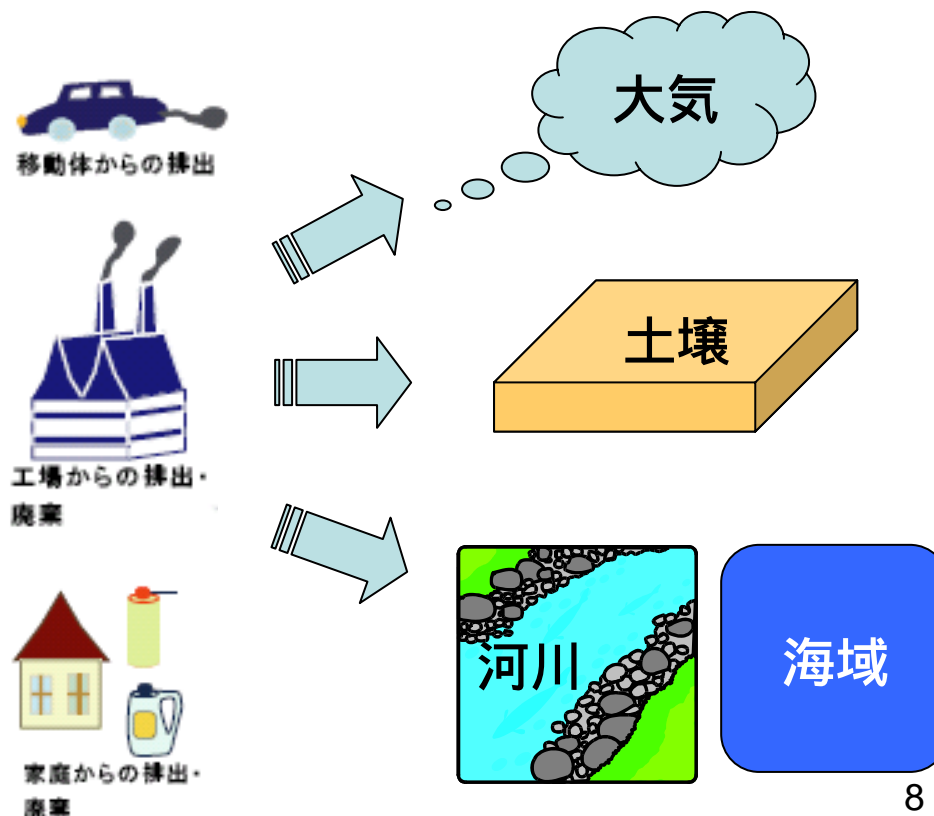 大気
移動体からの排出
土壌
工場からの排出・
廃棄
河川
海域
家庭からの排出・
廃棄
8